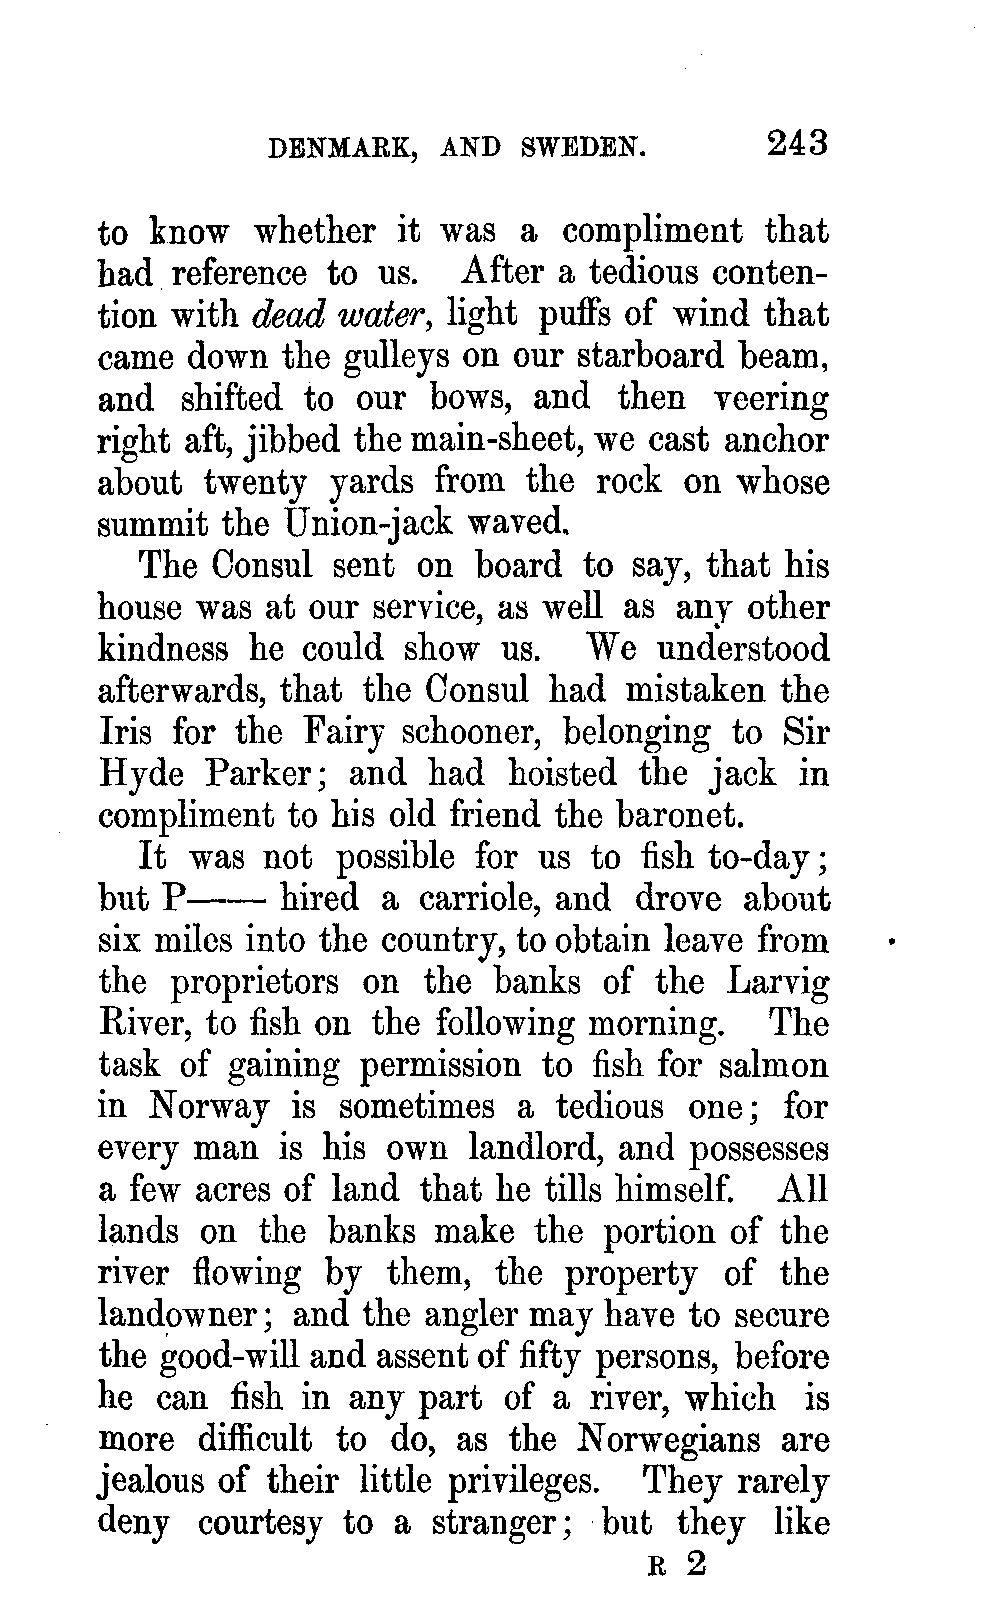 DENMARK, AND SWEDEN. 243
to know whether it was a compliment that
had reference to us. After a tedious conten-
tion with dead water, light puffs of wind that
came down the gulleys on our starboard beam,
and shifted to our bows, and then veering
right aft, jibbed the main-sheet, we cast anchor
about twenty yards from the rock on whose
summit the Union-jack waved.
The Consul sent on board to say, that his
house was at our service, as well as any other
kindness he could show us. We understood
afterwards, that the Consul had mistaken the
Iris for the Fairy schooner, belonging to Sir
Hyde Parker; and had hoisted the jack in
compliment to his old friend the baronet.
It was not possible for us to fish to-day;
but P—— hired a carriole, and drove about
six miles into the country, to obtain leave from
the proprietors on the banks of the Larvig
River, to fish on the following morning. The
task of gaining permission to fish for salmon
in Norway is sometimes a tedious one; for
every man is his own landlord, and possesses
a few acres of land that he tills himself. All
lands on the banks make the portion of the
river flowing by them, the property of the
landowner; and the angler may have to secure
the good-will and assent of fifty persons, before
he can fish in any part of a river, which is
more difficult to do, as the Norwegians are
jealous of their little privileges. They rarely
deny courtesy to a stranger; but they like
R 2